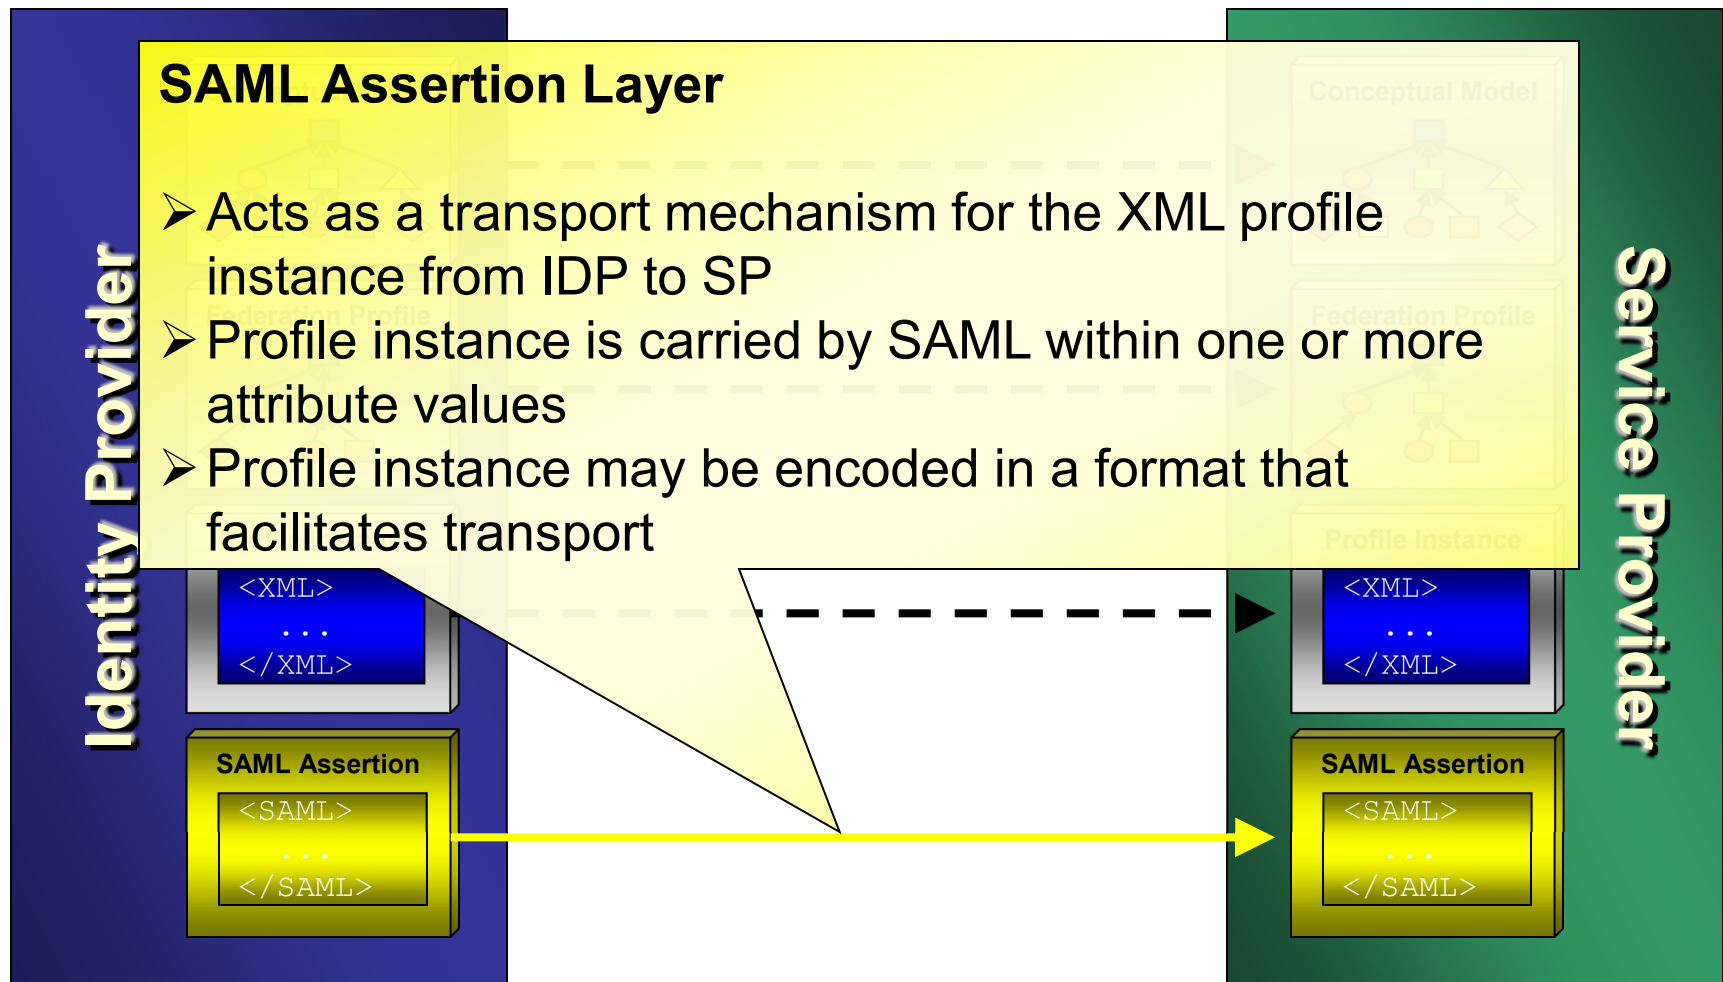 SAML Assertion Layer
➢ Acts as a transport mechanism for the XML profile
instance from IDP to SP
➢ Profile instance is carried by SAML within one or more
attribute values
➢ Profile instance may be encoded in a format that
facilitates transport
Identity Provider
Federation Profile
<XML>
...
</XML>
SAML Assertion
<SAML>
...
</SAML>
Conceptual Model
Federation Profile
Profile Instance
<XML>
...
</XML>
SAML Assertion
<SAML>
...
</SAML>
Service Provider